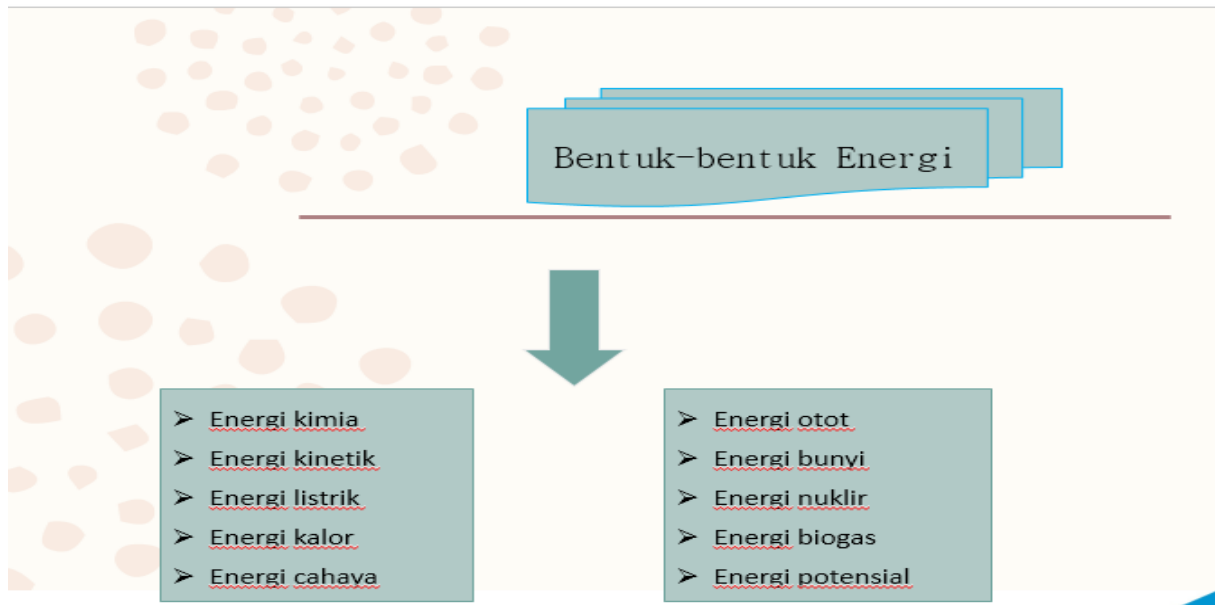 Bentuk-bentuk Energi
➤ Energi kimia
➤ Energi kinetik
➤ Energi listrik
➤ Energi kalor
➤ Energi cahaya
➤ Energi otot
➤ Energi bunyi
➤ Energi nuklir
➤ Energi biogas
➤ Energi potensial